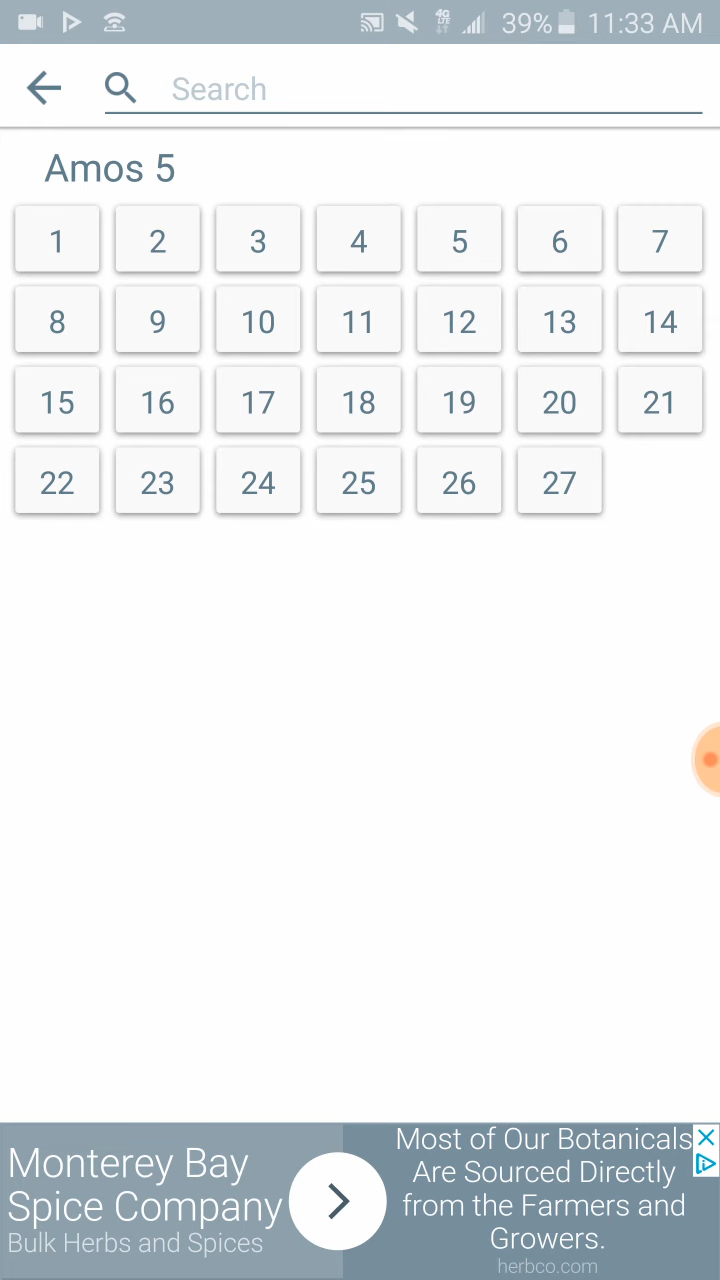 39% 11:33 AM
Search
Amos 5
1 2 3 4 5 6 7
8 9 10 11 12 13 14
15 16 17 18 19 20 21
22 23 24 25 26 27
Monterey Bay
Spice Company
Bulk Herbs and Spices
Most of Our Botanicals
Are Sourced Directly
from the Farmers and
Growers.
herbco.com